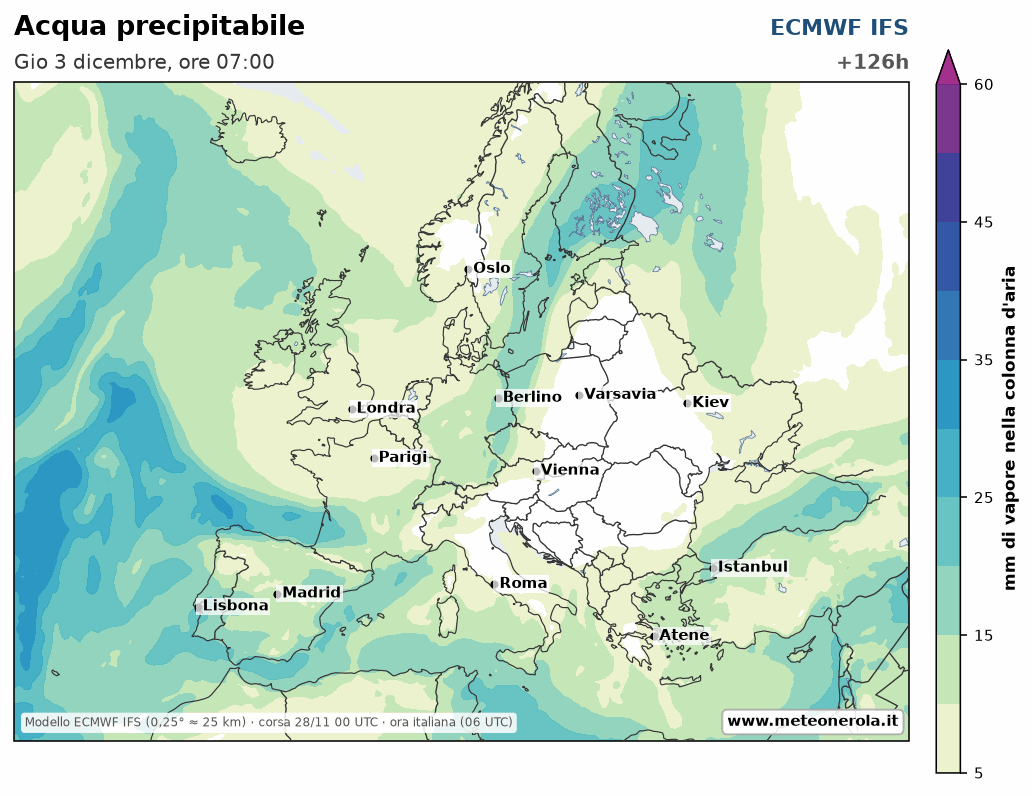 Acqua precipitabile
ECMWF IFS
Gio 3 dicembre, ore 07:00
+126h
60
45
35
25
15
5
mm di vapore nella colonna d'aria
Oslo
Berlino
Varsavia
Kiev
Londra
Parigi
Vienna
Istanbul
Roma
Madrid
Lisbona
Atene
Modello ECMWF IFS (0,25° ≈ 25 km) · corsa 28/11 00 UTC · ora italiana (06 UTC)
www.meteonerola.it